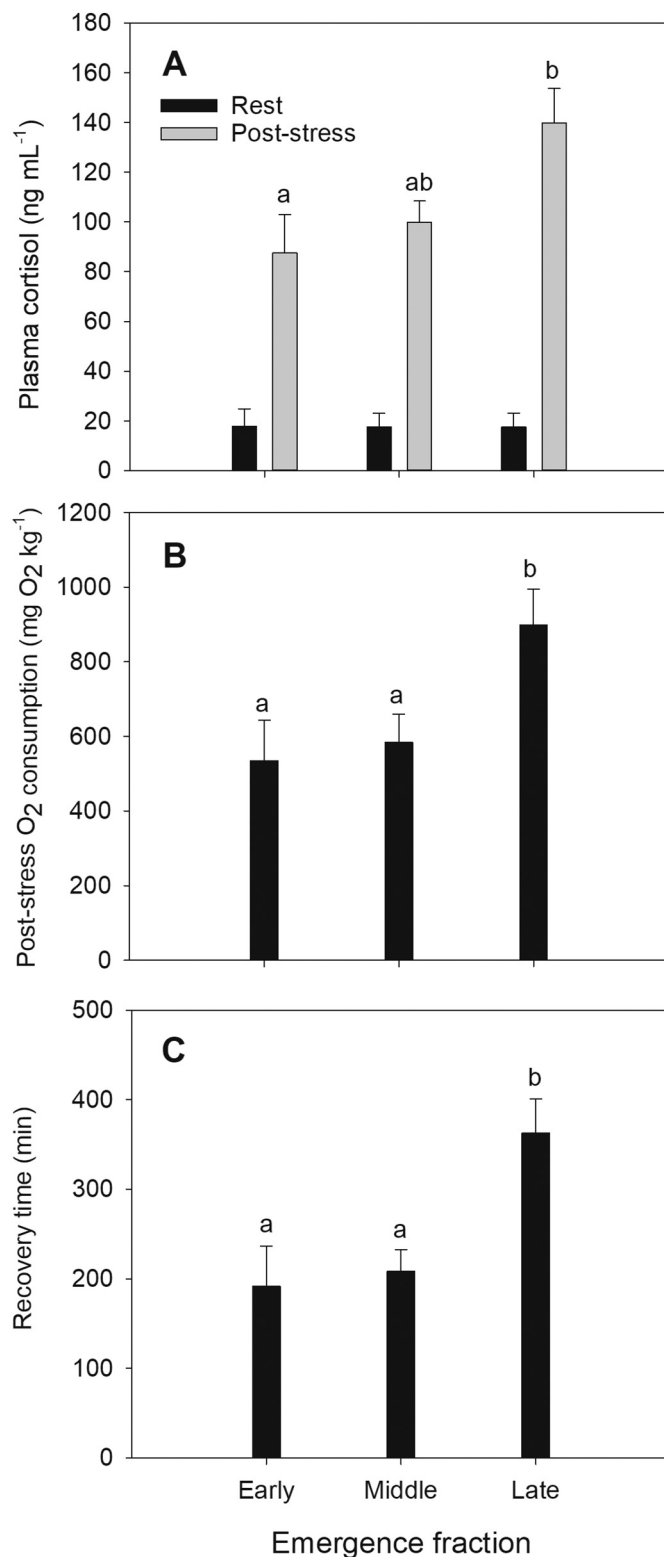 180
160
140
120
100
80
60
40
20
0
Plasma cortisol (ng mL⁻¹)
A
Rest
Post-stress
a
ab
b
1200
1000
800
600
400
200
0
Post-stress O₂ consumption (mg O₂ kg⁻¹)
B
a
a
b
500
400
300
200
100
0
Recovery time (min)
C
a
a
b
Early Middle Late
Emergence fraction